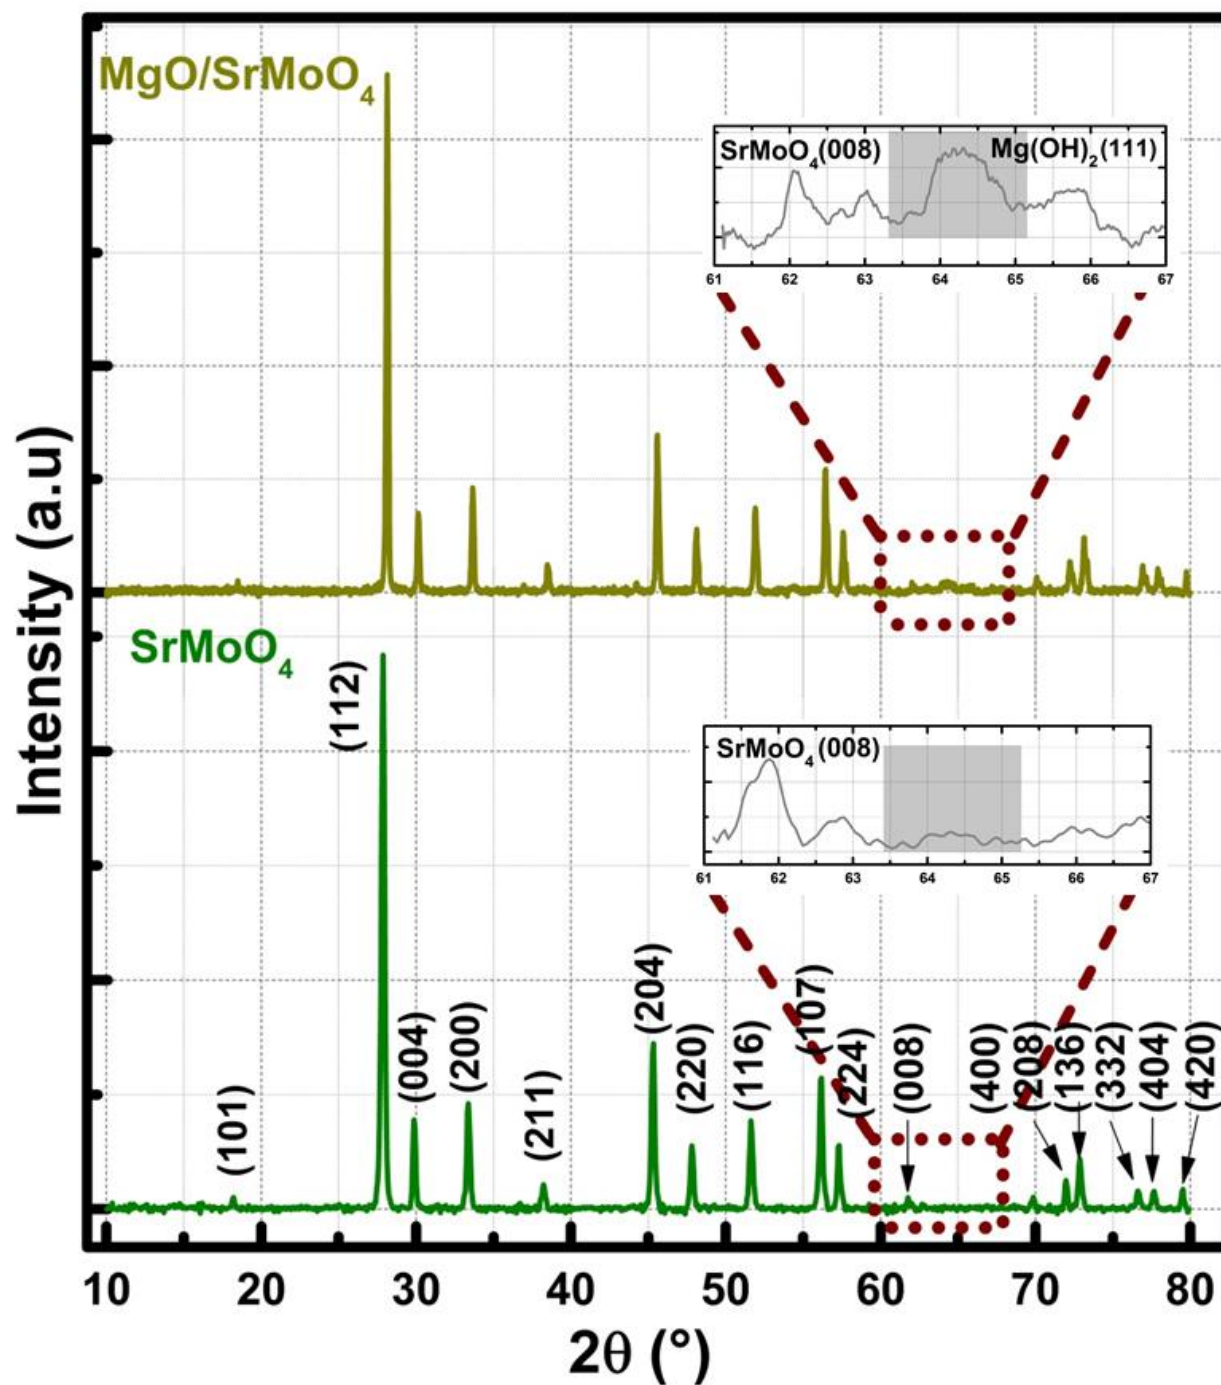 MgO/SrMoO₄
SrMoO₄(008) Mg(OH)₂(111)
61 62 63 64 65 66 67
SrMoO₄
(112)
SrMoO₄(008)
61 62 63 64 65 66 67
(101)
(004)
(200)
(211)
(204)
(220)
(116)
(107)
(224)
(008)
(400)
(208)
(136)
(332)
(404)
(420)
Intensity (a.u)
10 20 30 40 50 60 70 80
2θ (°)